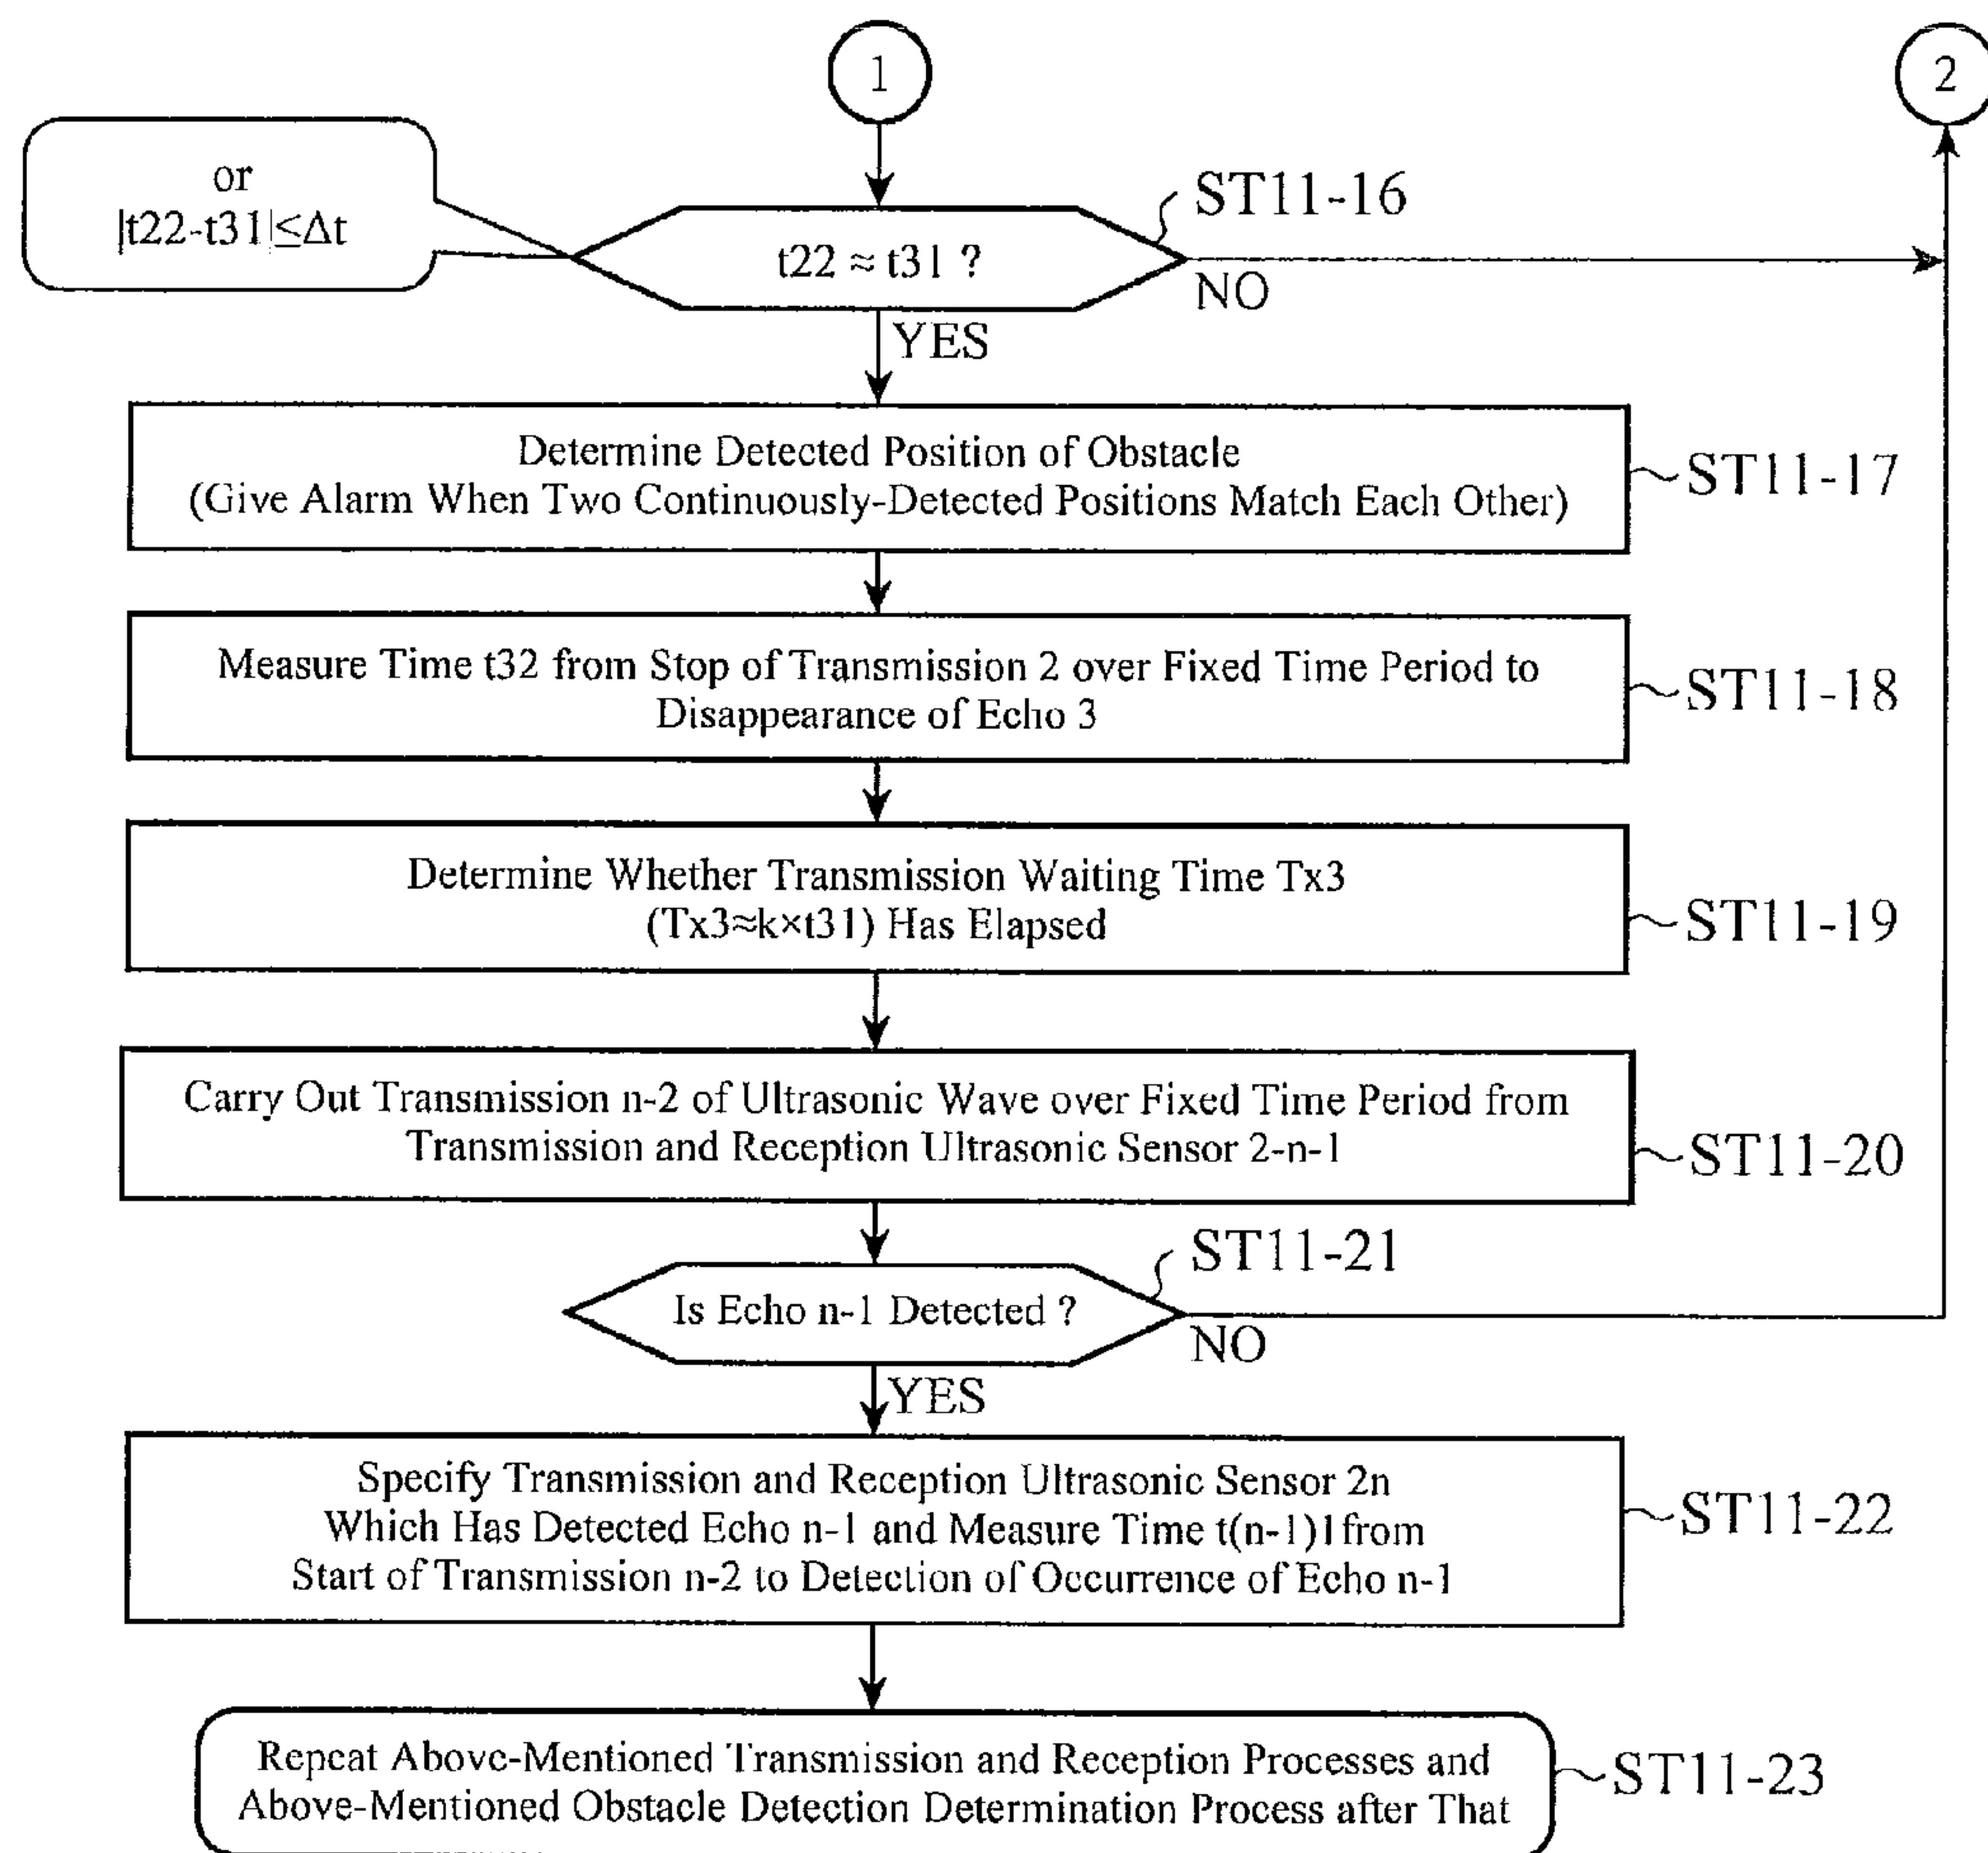 1
2
or
|t22-t31|≤Δt
ST11-16
t22 ≈ t31 ?
NO
YES
Determine Detected Position of Obstacle
(Give Alarm When Two Continuously-Detected Positions Match Each Other)
ST11-17
Measure Time t32 from Stop of Transmission 2 over Fixed Time Period to
Disappearance of Echo 3
ST11-18
Determine Whether Transmission Waiting Time Tx3
(Tx3≈k×t31) Has Elapsed
ST11-19
Carry Out Transmission n-2 of Ultrasonic Wave over Fixed Time Period from
Transmission and Reception Ultrasonic Sensor 2-n-1
ST11-20
ST11-21
Is Echo n-1 Detected ?
NO
YES
Specify Transmission and Reception Ultrasonic Sensor 2n
Which Has Detected Echo n-1 and Measure Time t(n-1)1from
Start of Transmission n-2 to Detection of Occurrence of Echo n-1
ST11-22
Repeat Above-Mentioned Transmission and Reception Processes and
Above-Mentioned Obstacle Detection Determination Process after That
ST11-23